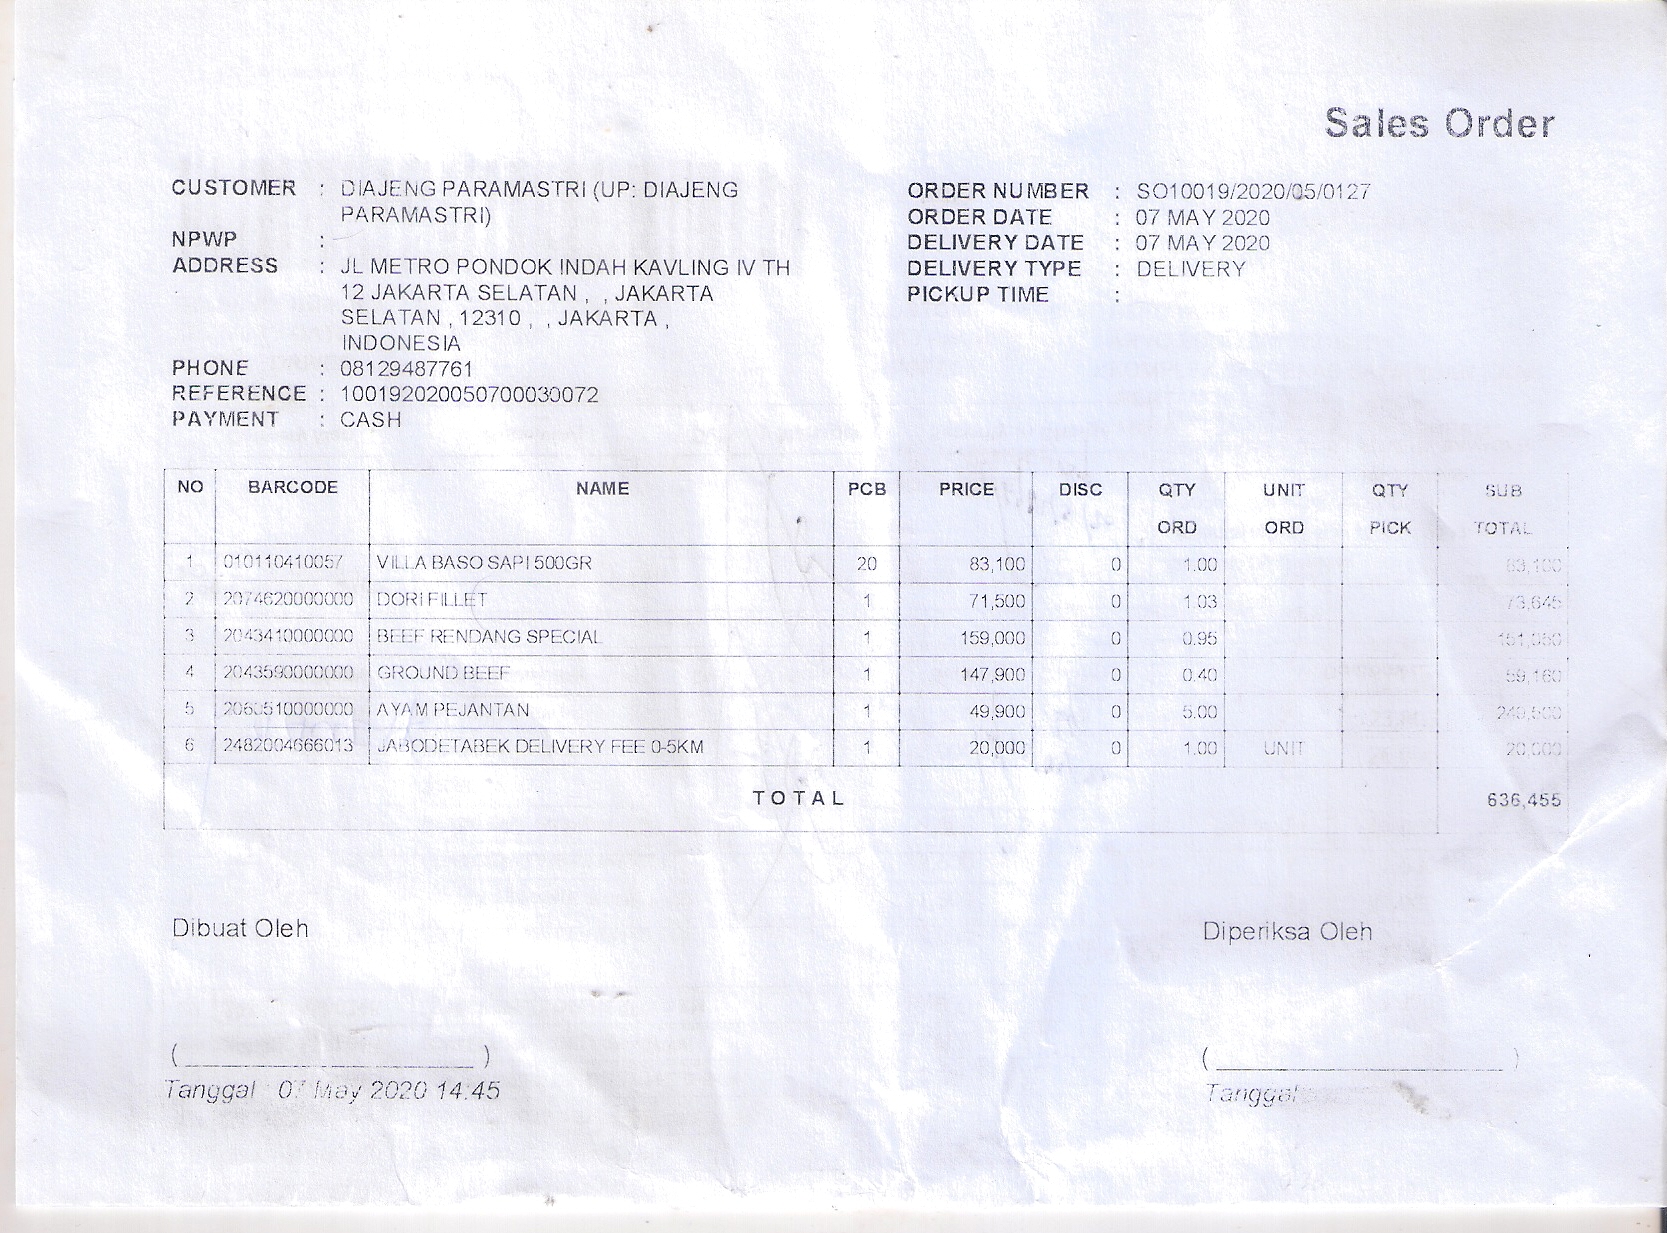 Sales Order
CUSTOMER : DIAJENG PARAMASTRI (UP: DIAJENG
PARAMASTRI)
NPWP :
ADDRESS : JL METRO PONDOK INDAH KAVLING IV TH
12 JAKARTA SELATAN , , JAKARTA
SELATAN , 12310 , , JAKARTA ,
INDONESIA
PHONE : 08129487761
REFERENCE : 100192020050700030072
PAYMENT : CASH
ORDER NUMBER : SO10019/2020/05/0127
ORDER DATE : 07 MAY 2020
DELIVERY DATE : 07 MAY 2020
DELIVERY TYPE : DELIVERY
PICKUP TIME :
NO BARCODE NAME PCB PRICE DISC QTY UNIT QTY SUB
ORD ORD PICK TOTAL
1 010110410057 VILLA BASO SAPI 500GR 20 83,100 0 1.00 83,100
2 2074620000000 DORI FILLET 1 71,500 0 1.03 73,645
3 2043410000000 BEEF RENDANG SPECIAL 1 159,000 0 0.95 151,050
4 2043590000000 GROUND BEEF 1 147,900 0 0.40 59,160
5 AYAM PEJANTAN 1 49,900 0 5.00 249,500
6 2482004666013 JABODETABEK DELIVERY FEE 0-5KM 1 20,000 0 1.00 UNIT 20,000
TOTAL 636,455
Dibuat Oleh
Diperiksa Oleh
( ) ( )
Tanggal : 07 May 2020 14:45
Tanggal